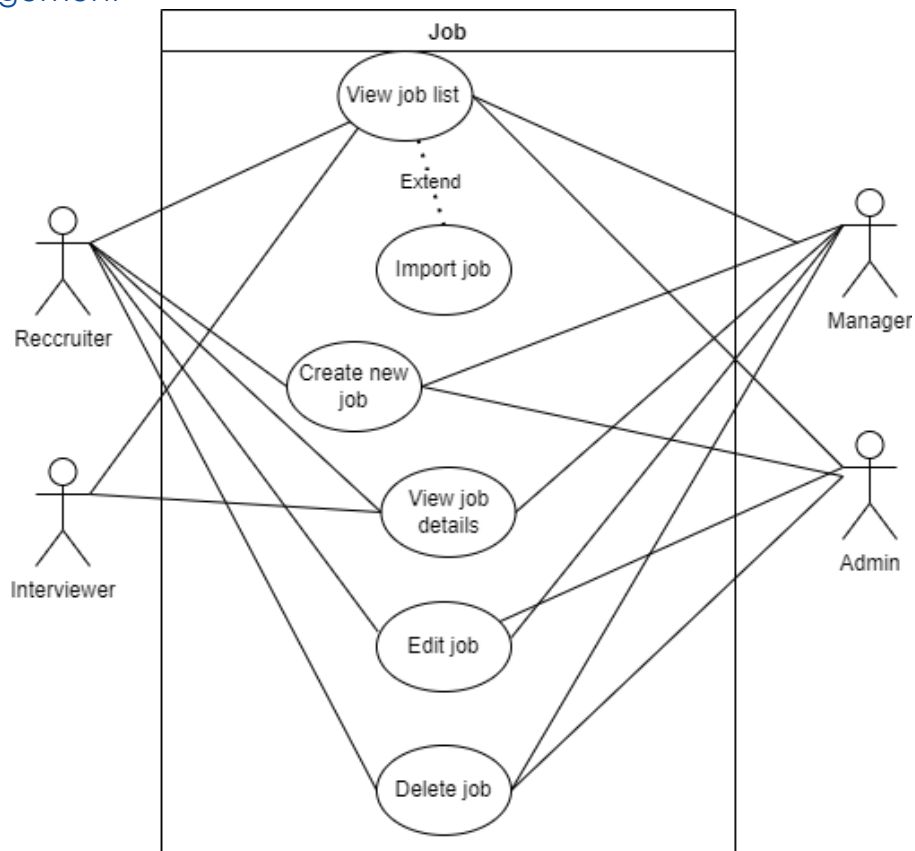 Job
View job list
Extend
Import job
Reccruiter
Manager
Create new
job
View job
details
Interviewer
Admin
Edit job
Delete job